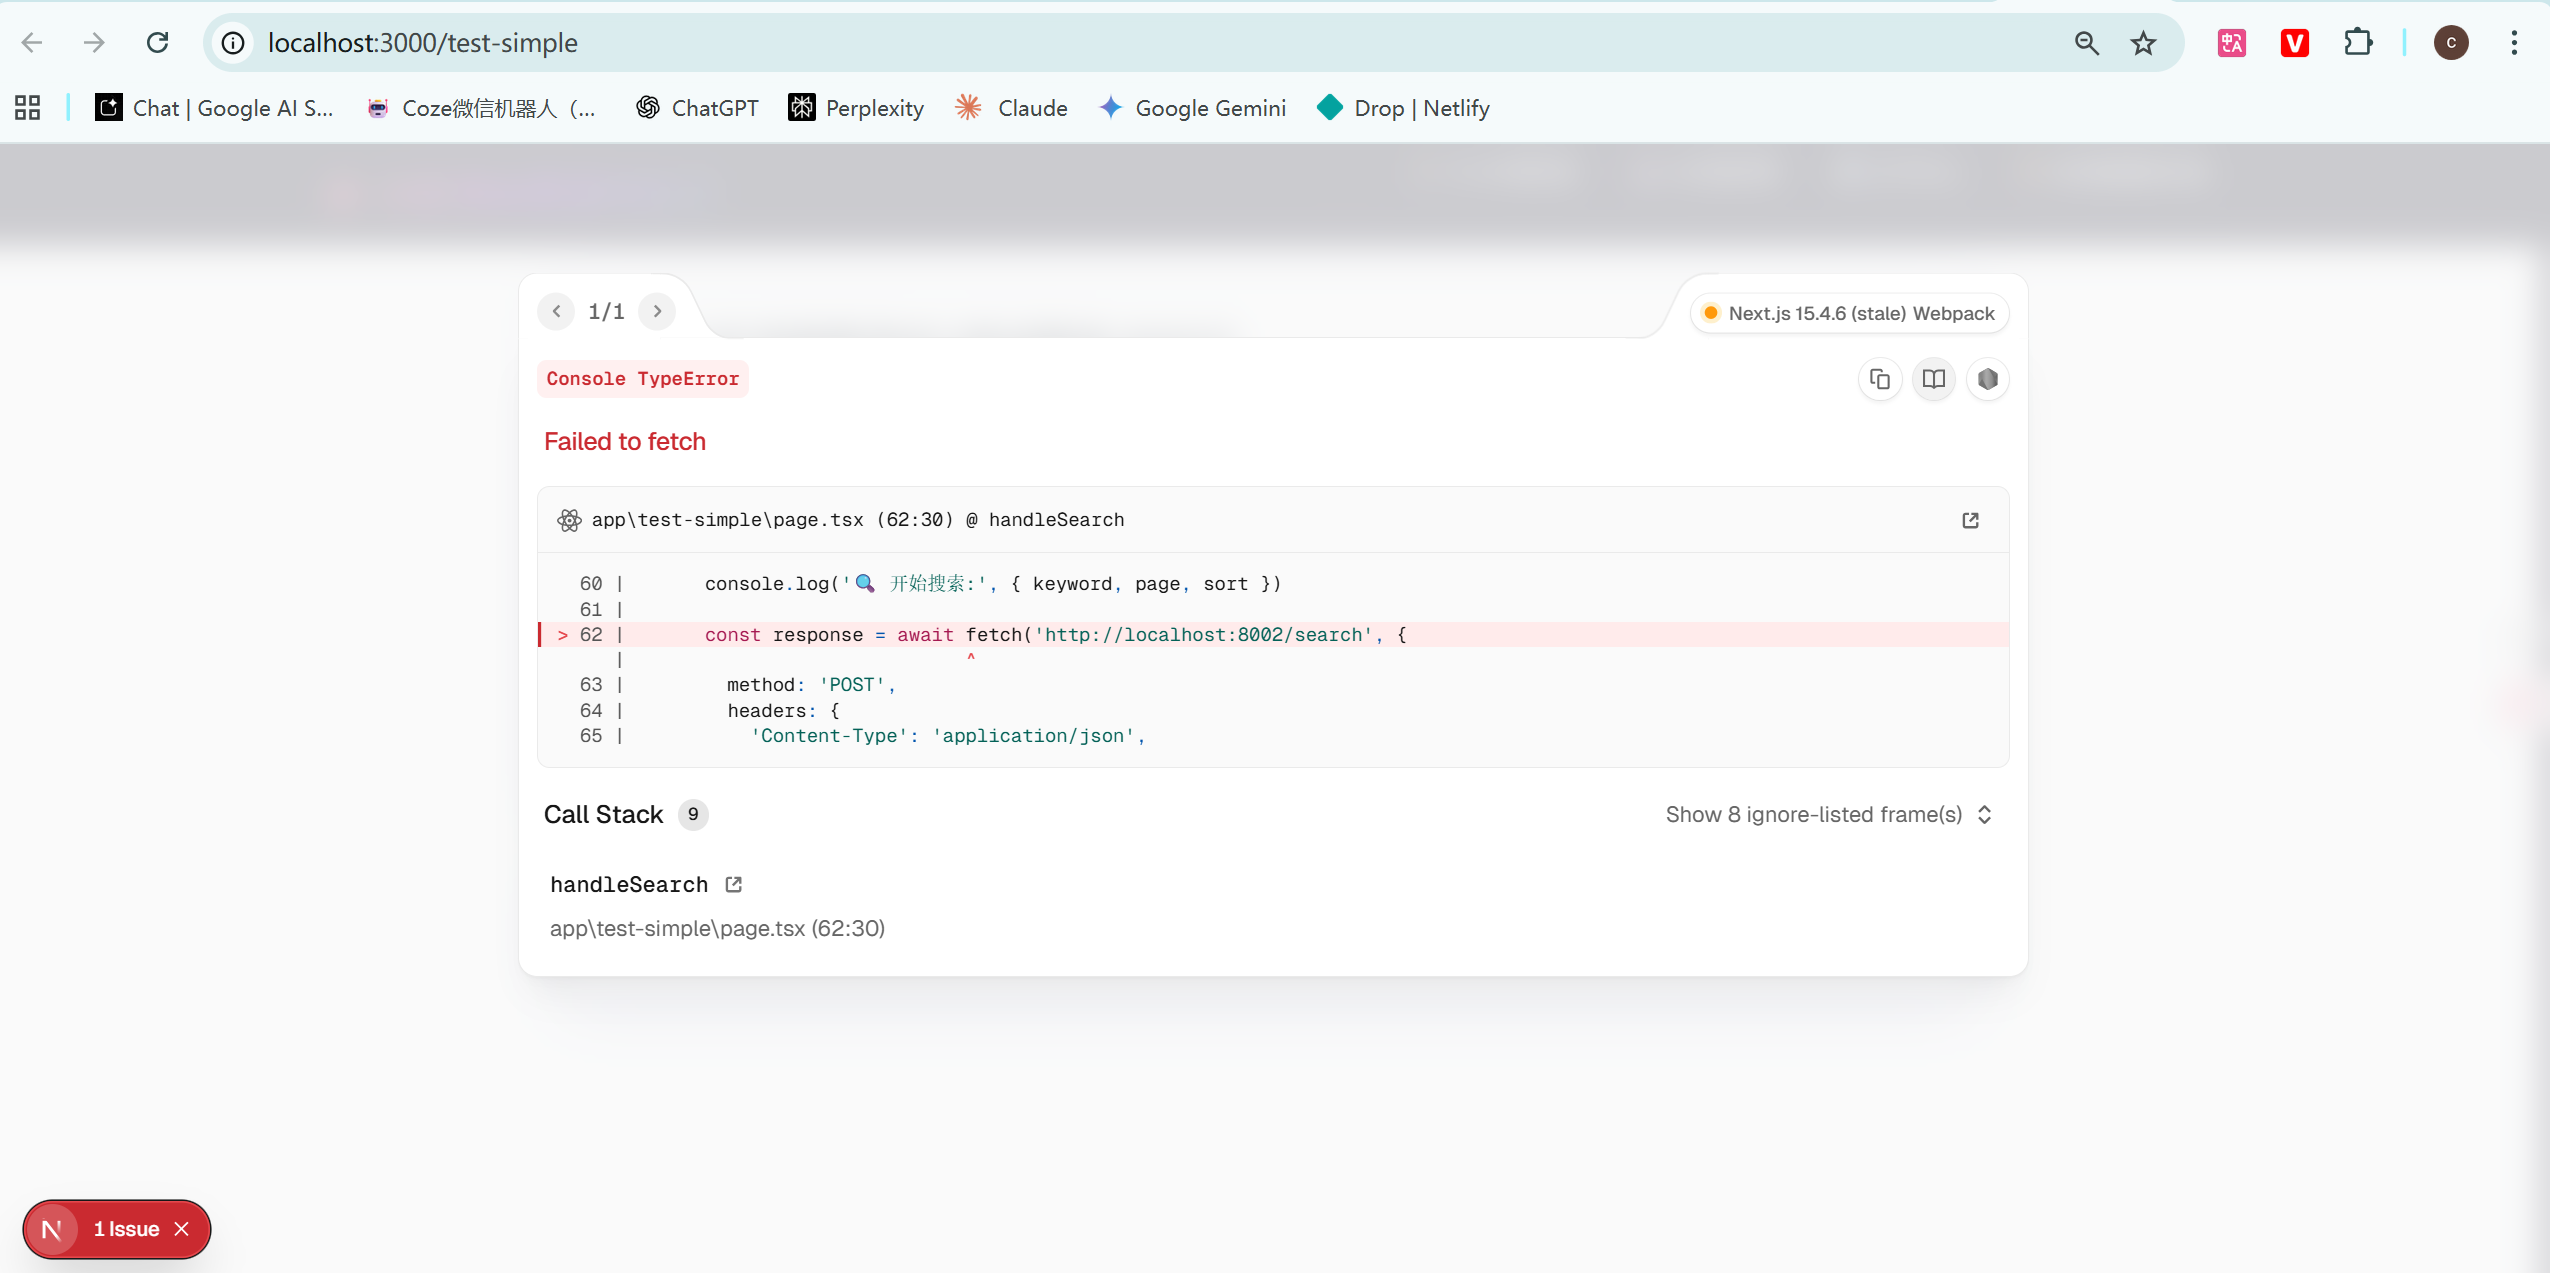 localhost:3000/test-simple
C
Chat | Google AI S...
Coze微信机器人（...
ChatGPT
Perplexity
Claude
Google Gemini
Drop | Netlify
1/1
Next.js 15.4.6 (stale) Webpack
Console TypeError
Failed to fetch
app\test-simple\page.tsx (62:30) @ handleSearch
60 | console.log('🔍 开始搜索:', { keyword, page, sort })
61 |
> 62 | const response = await fetch('http://localhost:8002/search', {
| ^
63 | method: 'POST',
64 | headers: {
65 | 'Content-Type': 'application/json',
Call Stack 9
Show 8 ignore-listed frame(s)
handleSearch
app\test-simple\page.tsx (62:30)
N 1 Issue